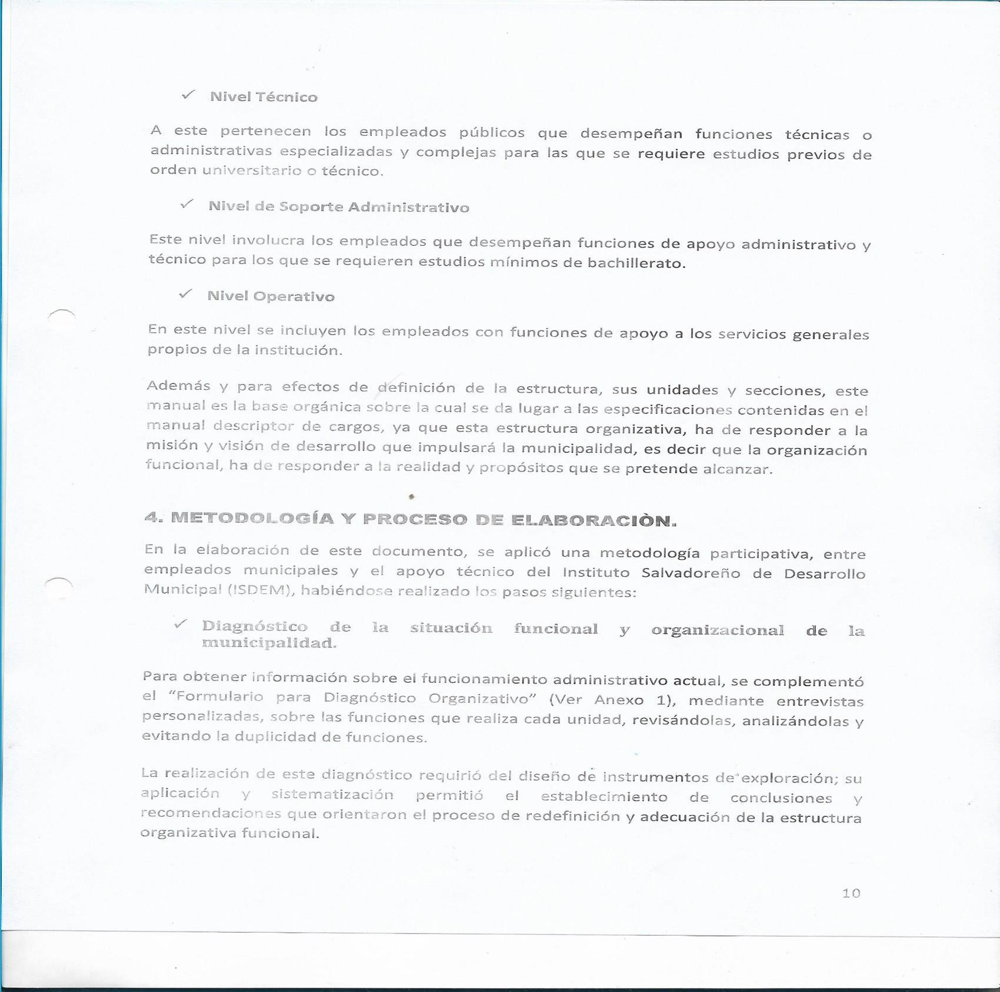 ✓ Nivel Técnico
A este pertenecen los empleados públicos que desempeñan funciones técnicas o
administrativas especializadas y complejas para las que se requiere estudios previos de
orden universitario o técnico.
✓ Nivel de Soporte Administrativo
Este nivel involucra los empleados que desempeñan funciones de apoyo administrativo y
técnico para los que se requieren estudios mínimos de bachillerato.
✓ Nivel Operativo
En este nivel se incluyen los empleados con funciones de apoyo a los servicios generales
propios de la institución.
Además y para efectos de definición de la estructura, sus unidades y secciones, este
manual es la base orgánica sobre la cual se da lugar a las especificaciones contenidas en el
manual descriptor de cargos, ya que esta estructura organizativa, ha de responder a la
misión y visión de desarrollo que impulsará la municipalidad, es decir que la organización
funcional, ha de responder a la realidad y propósitos que se pretende alcanzar.
4. METODOLOGÍA Y PROCESO DE ELABORACIÒN.
En la elaboración de este documento, se aplicó una metodología participativa, entre
empleados municipales y el apoyo técnico del Instituto Salvadoreño de Desarrollo
Municipal (ISDEM), habiéndose realizado los pasos siguientes:
✓ Diagnóstico de la situación funcional y organizacional de la
municipalidad.
Para obtener información sobre el funcionamiento administrativo actual, se complementó
el “Formulario para Diagnóstico Organizativo” (Ver Anexo 1), mediante entrevistas
personalizadas, sobre las funciones que realiza cada unidad, revisándolas, analizándolas y
evitando la duplicidad de funciones.
La realización de este diagnóstico requirió del diseño de instrumentos de exploración; su
aplicación y sistematización permitió el establecimiento de conclusiones y
recomendaciones que orientaron el proceso de redefinición y adecuación de la estructura
organizativa funcional.
10